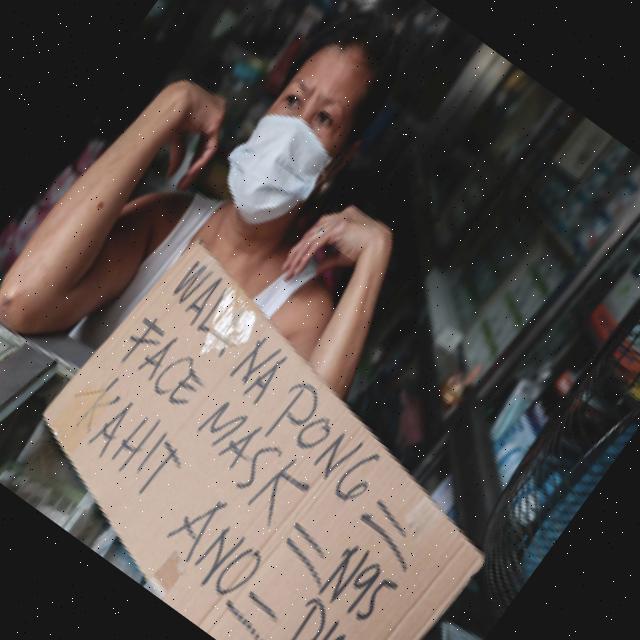 WALA NA PONG =
FACE MASK = N95
KAHIT ANO =